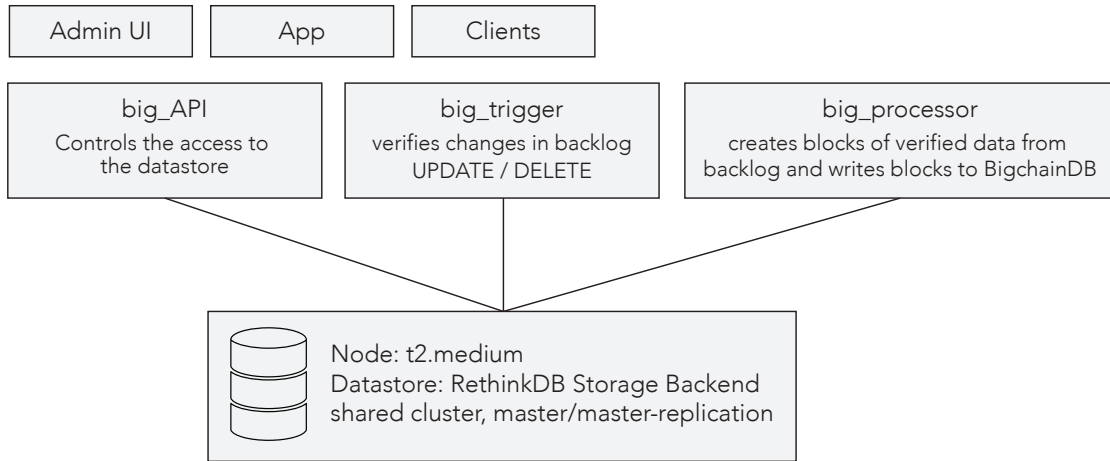 Admin UI
App
Clients
big_API
Controls the access to
the datastore
big_trigger
verifies changes in backlog
UPDATE / DELETE
big_processor
creates blocks of verified data from
backlog and writes blocks to BigchainDB
Node: t2.medium
Datastore: RethinkDB Storage Backend
shared cluster, master/master-replication